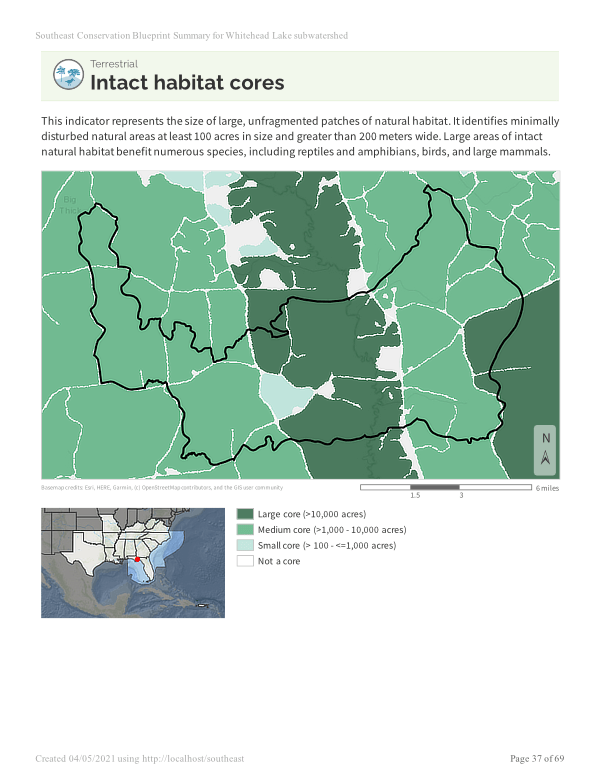 Southeast Conservation Blueprint Summary for Whitehead Lake subwatershed
Terrestrial
Intact habitat cores
This indicator represents the size of large, unfragmented patches of natural habitat. It identifies minimally
disturbed natural areas at least 100 acres in size and greater than 200 meters wide. Large areas of intact
natural habitat benefit numerous species, including reptiles and amphibians, birds, and large mammals.
Big
N
Basemap credits: Esri, HERE, Garmin, (c) OpenStreetMap contributors, and the GIS user community
1.5
3
6 miles
Large core (>10,000 acres)
Medium core (>1,000 - 10,000 acres)
Small core (> 100 - <=1,000 acres)
Not a core
Created 04/05/2021 using http://localhost/southeast
Page 37 of 69